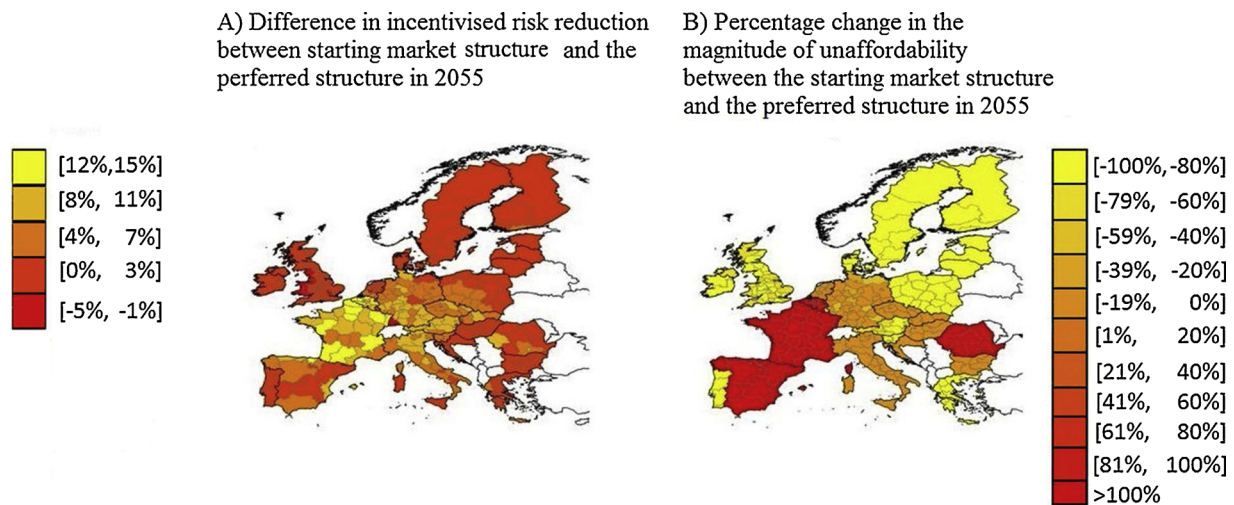 A) Difference in incentivised risk reduction
between starting market structure and the
perferred structure in 2055
B) Percentage change in the
magnitude of unaffordability
between the starting market structure
and the preferred structure in 2055
[12%,15%]
[8%, 11%]
[4%, 7%]
[0%, 3%]
[-5%, -1%]
[-100%,-80%]
[-79%, -60%]
[-59%, -40%]
[-39%, -20%]
[-19%, 0%]
[1%, 20%]
[21%, 40%]
[41%, 60%]
[61%, 80%]
[81%, 100%]
>100%